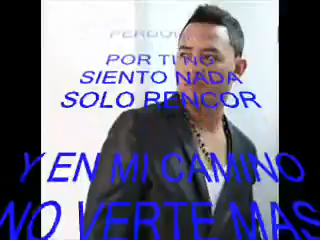 POR TI NO
SIENTO NADA
SOLO RENCOR
Y EN MI CAMINO
NO VERTE MAS